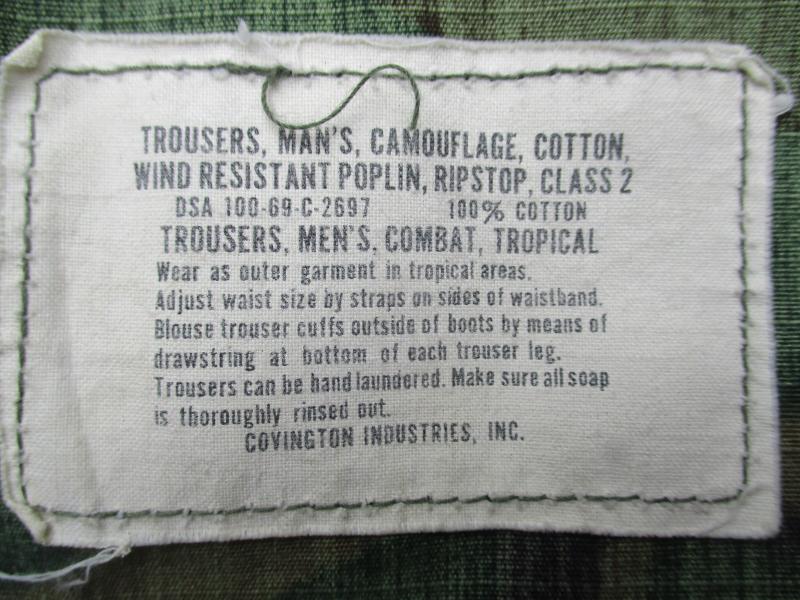 TROUSERS, MAN'S, CAMOUFLAGE, COTTON,
WIND RESISTANT POPLIN, RIPSTOP, CLASS 2
DSA 100-69-C-2697 100% COTTON
TROUSERS, MEN'S, COMBAT, TROPICAL
Wear as outer garment in tropical areas.
Adjust waist size by straps on sides of waistband.
Blouse trouser cuffs outside of boots by means of
drawstring at bottom of each trouser leg.
Trousers can be hand laundered. Make sure all soap
is thoroughly rinsed out.
COVINGTON INDUSTRIES, INC.